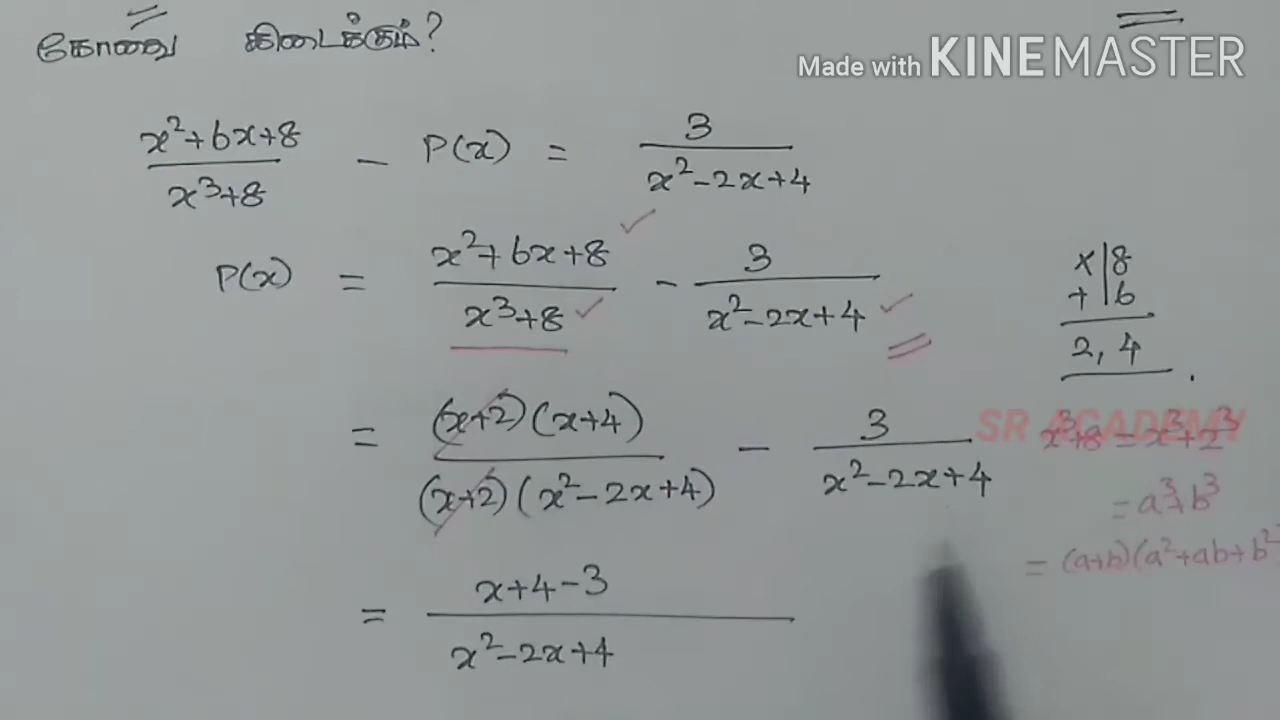 கோவை கிடைக்கும்?
Made with KINEMASTER
x²+6x+8 / x³+8 - P(x) = 3 / x²-2x+4
P(x) = x²+6x+8 / x³+8 - 3 / x²-2x+4
x | 8
+ | 6
2, 4
= (x+2)(x+4) / (x+2)(x²-2x+4) - 3 / x²-2x+4
SR ACADEMY
x³+8 = x³+2³
= a³+b³
= (a+b)(a²+ab+b²
= x+4-3 / x²-2x+4